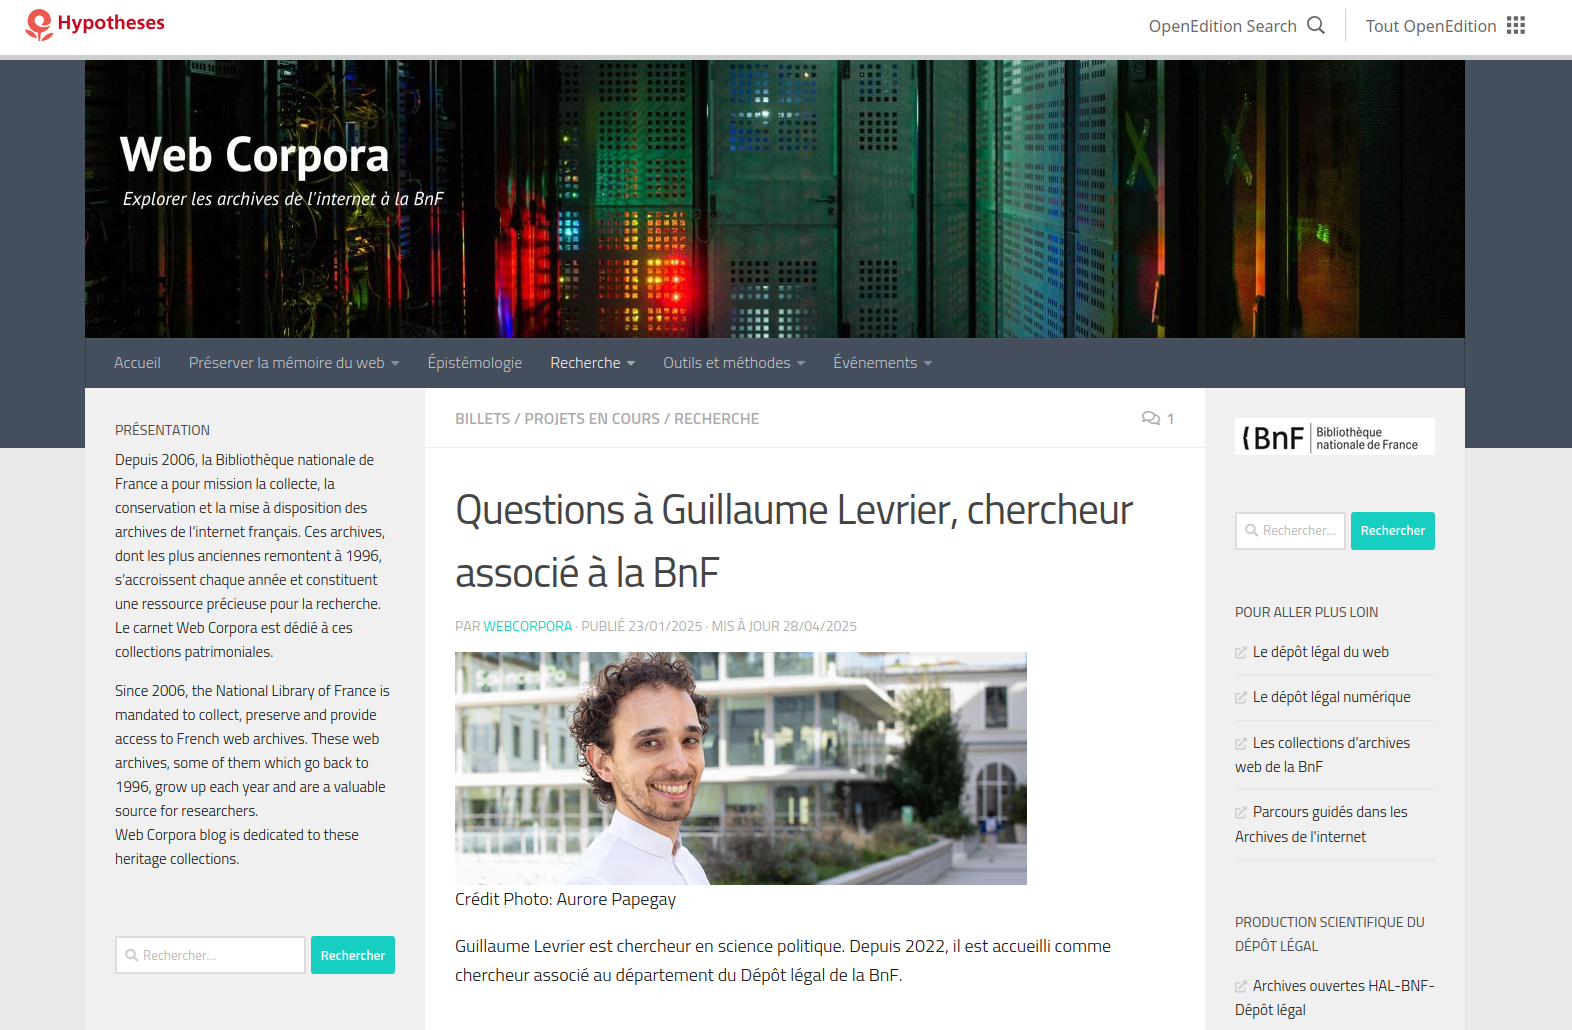 Hypotheses
OpenEdition Search
Tout OpenEdition
Web Corpora
Explorer les archives de l'internet à la BnF
Accueil
Préserver la mémoire du web
Épistémologie
Recherche
Outils et méthodes
Événements
PRÉSENTATION
Depuis 2006, la Bibliothèque nationale de
France a pour mission la collecte, la
conservation et la mise à disposition des
archives de l’internet français. Ces archives,
dont les plus anciennes remontent à 1996,
s’accroissent chaque année et constituent
une ressource précieuse pour la recherche.
Le carnet Web Corpora est dédié à ces
collections patrimoniales.
Since 2006, the National Library of France is
mandated to collect, preserve and provide
access to French web archives. These web
archives, some of them which go back to
1996, grow up each year and are a valuable
source for researchers.
Web Corpora blog is dedicated to these
heritage collections.
Rechercher...
Rechercher
BILLETS / PROJETS EN COURS / RECHERCHE
1
Questions à Guillaume Levrier, chercheur
associé à la BnF
PAR WEBCORPORA · PUBLIÉ 23/01/2025 · MIS À JOUR 28/04/2025
SciencesPo
Crédit Photo: Aurore Papegay
Guillaume Levrier est chercheur en science politique. Depuis 2022, il est accueilli comme
chercheur associé au département du Dépôt légal de la BnF.
BnF
Bibliothèque
nationale de France
Rechercher...
Rechercher
POUR ALLER PLUS LOIN
Le dépôt légal du web
Le dépôt légal numérique
Les collections d'archives
web de la BnF
Parcours guidés dans les
Archives de l'internet
PRODUCTION SCIENTIFIQUE DU
DÉPÔT LÉGAL
Archives ouvertes HAL-BNF-
Dépôt légal